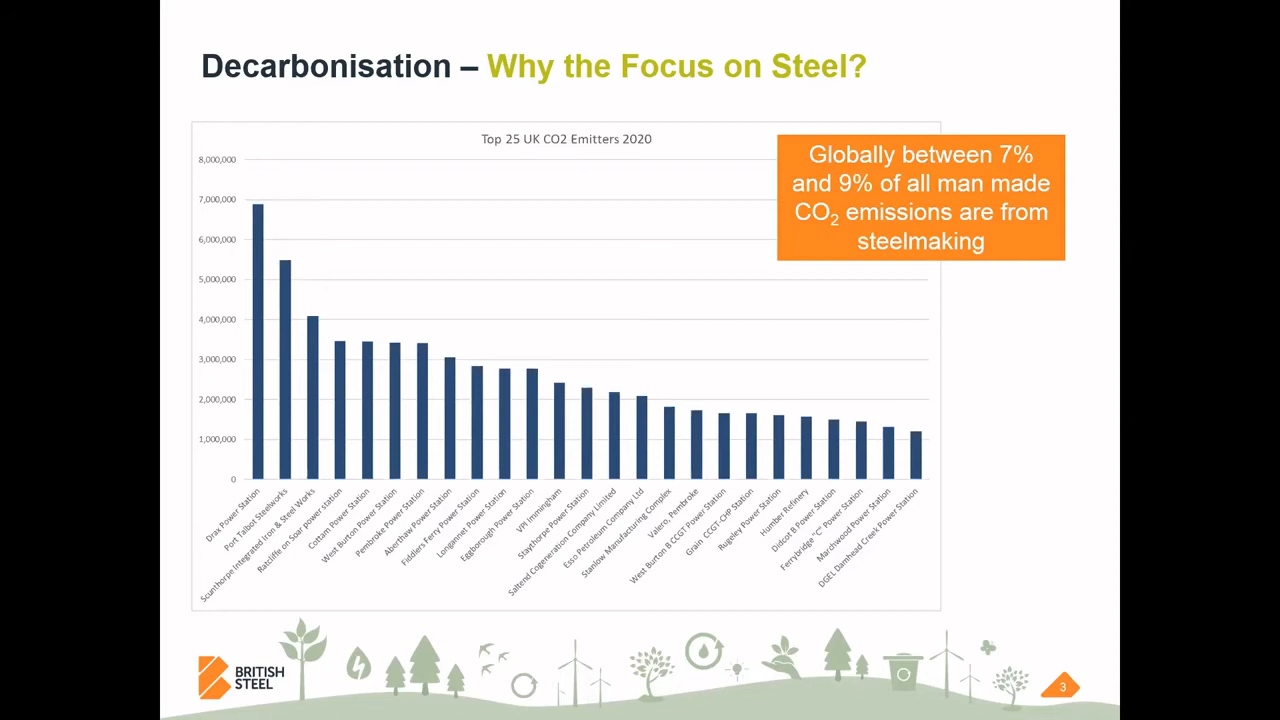 Decarbonisation – Why the Focus on Steel?
Top 25 UK CO2 Emitters 2020
Globally between 7%
and 9% of all man made
CO2 emissions are from
steelmaking
8,000,000
7,000,000
6,000,000
5,000,000
4,000,000
3,000,000
2,000,000
1,000,000
0
Drax Power Station
Port Talbot Steelworks
Scunthorpe Integrated Iron & Steel Works
Ratcliffe on Soar power station
Cottam Power Station
West Burton Power Station
Pembroke Power Station
Aberthaw Power Station
Fiddlers Ferry Power Station
Longannet Power Station
Eggborough Power Station
VPI Immingham
Staythorpe Power Station
Saltend Cogeneration Company Limited
Esso Petroleum Company Ltd
Stanlow Manufacturing Complex
Valero, Pembroke
West Burton B CCGT Power Station
Grain CCGT-CHP Station
Rugeley Power Station
Humber Refinery
Didcot B Power Station
Ferrybridge "C" Power Station
Marchwood Power Station
DGEL Damhead Creek Power Station
BRITISH
STEEL
3